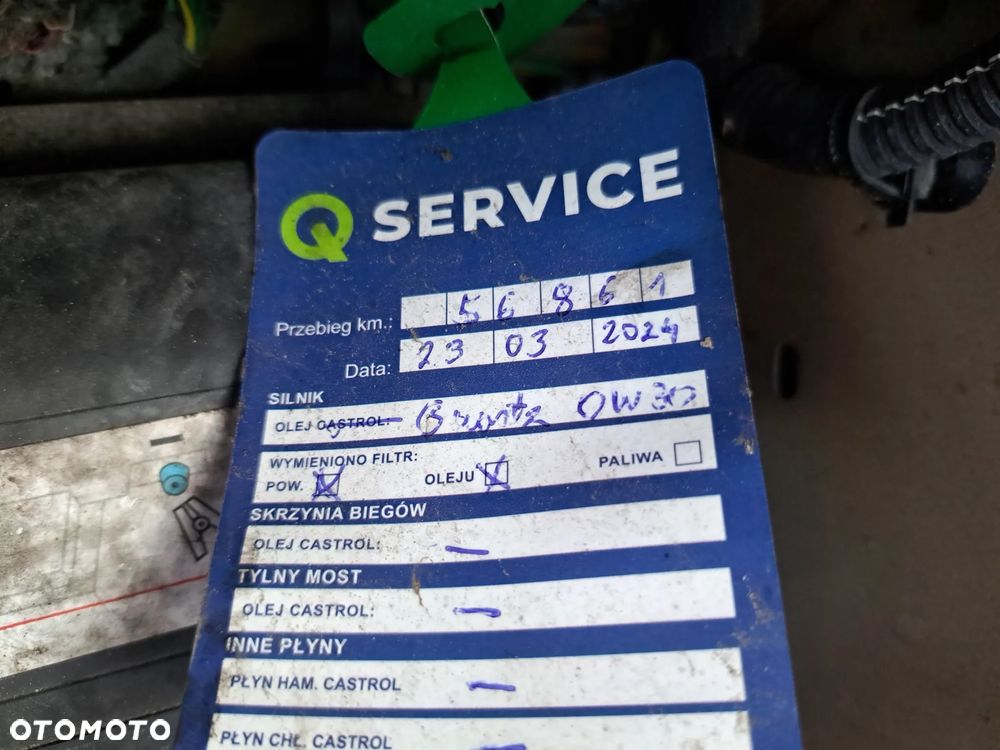 Q SERVICE
Przebieg km.: 56861
Data: 23 03 2024
SILNIK
OLEJ CASTROL: 0W30
WYMIENIONO FILTR:
POW. OLEJU PALIWA
SKRZYNIA BIEGÓW
OLEJ CASTROL: –
TYLNY MOST
OLEJ CASTROL: –
INNE PŁYNY
PŁYN HAM. CASTROL –
PŁYN CHŁ. CASTROL –
OTOMOTO